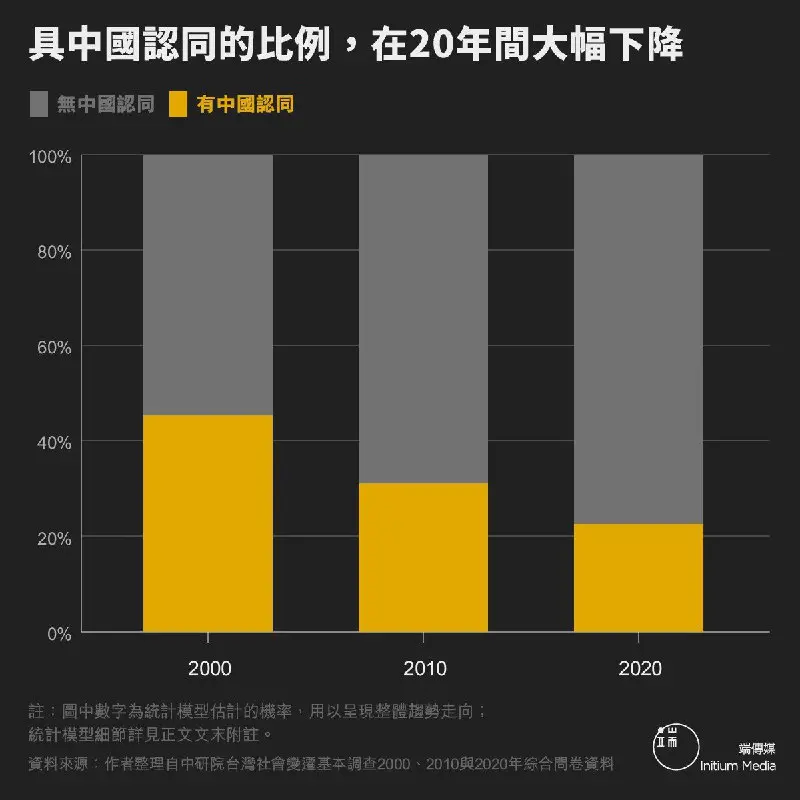 具中國認同的比例，在20年間大幅下降
無中國認同 有中國認同
100%
80%
60%
40%
20%
0%
2000 2010 2020
註：圖中數字為統計模型估計的機率，用以呈現整體趨勢走向；
統計模型細節詳見正文文末附註。
資料來源：作者整理自中研院台灣社會變遷基本調查2000、2010與2020年綜合問卷資料
端傳媒
Initium Media